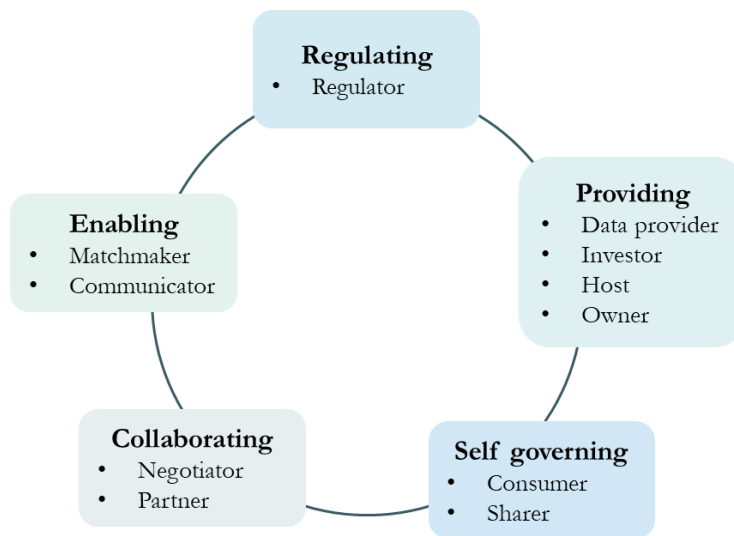 Regulating
• Regulator
Providing
• Data provider
• Investor
• Host
• Owner
Self governing
• Consumer
• Sharer
Collaborating
• Negotiator
• Partner
Enabling
• Matchmaker
• Communicator